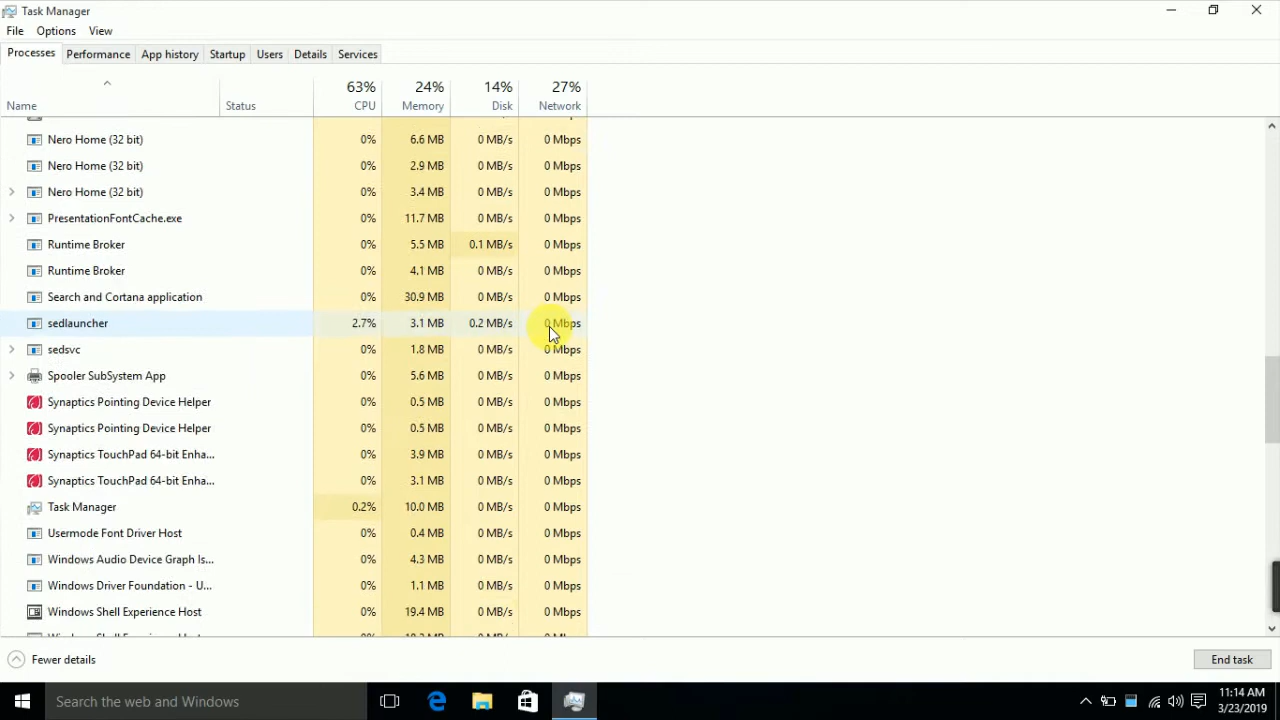 Task Manager
File Options View
Processes Performance App history Startup Users Details Services
63% 24% 14% 27%
Name Status CPU Memory Disk Network
Nero Home (32 bit) 0% 6.6 MB 0 MB/s 0 Mbps
Nero Home (32 bit) 0% 2.9 MB 0 MB/s 0 Mbps
Nero Home (32 bit) 0% 3.4 MB 0 MB/s 0 Mbps
PresentationFontCache.exe 0% 11.7 MB 0 MB/s 0 Mbps
Runtime Broker 0% 5.5 MB 0.1 MB/s 0 Mbps
Runtime Broker 0% 4.1 MB 0 MB/s 0 Mbps
Search and Cortana application 0% 30.9 MB 0 MB/s 0 Mbps
sedlauncher 2.7% 3.1 MB 0.2 MB/s 0 Mbps
sedsvc 0% 1.8 MB 0 MB/s 0 Mbps
Spooler SubSystem App 0% 5.6 MB 0 MB/s 0 Mbps
Synaptics Pointing Device Helper 0% 0.5 MB 0 MB/s 0 Mbps
Synaptics Pointing Device Helper 0% 0.5 MB 0 MB/s 0 Mbps
Synaptics TouchPad 64-bit Enha... 0% 3.9 MB 0 MB/s 0 Mbps
Synaptics TouchPad 64-bit Enha... 0% 3.1 MB 0 MB/s 0 Mbps
Task Manager 0.2% 10.0 MB 0 MB/s 0 Mbps
Usermode Font Driver Host 0% 0.4 MB 0 MB/s 0 Mbps
Windows Audio Device Graph Is... 0% 4.3 MB 0 MB/s 0 Mbps
Windows Driver Foundation - U... 0% 1.1 MB 0 MB/s 0 Mbps
Windows Shell Experience Host 0% 19.4 MB 0 MB/s 0 Mbps
Fewer details End task
Search the web and Windows
11:14 AM
3/23/2019